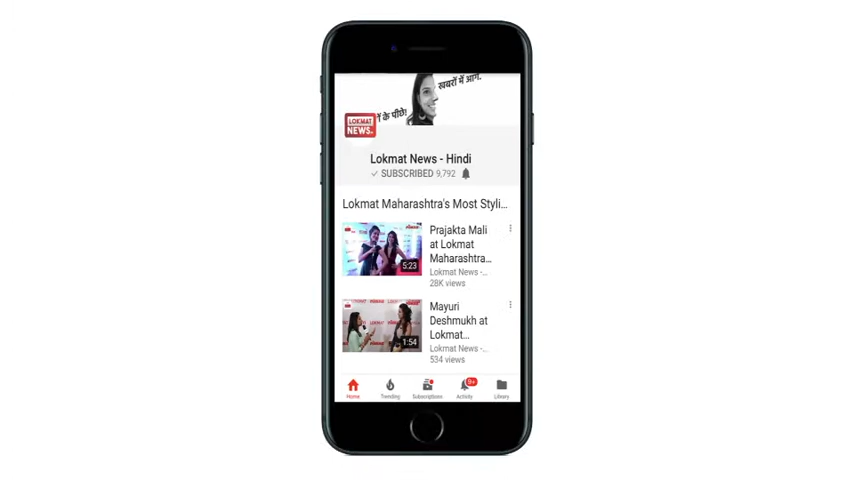 खबरों में आगे.
के पीछे!
LOKMAT
NEWS.
Lokmat News - Hindi
SUBSCRIBED 9,792
Lokmat Maharashtra's Most Styli...
Prajakta Mali
at Lokmat
Maharashtra...
Lokmat News -...
28K views
5:23
Mayuri
Deshmukh at
Lokmat...
Lokmat News -...
534 views
1:54
9+
Home
Trending
Subscriptions
Activity
Library